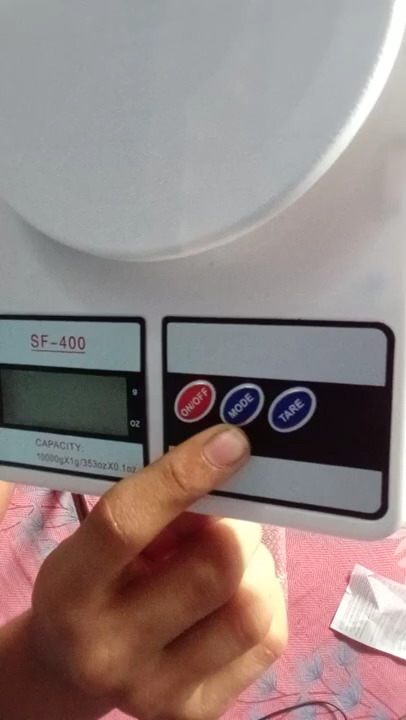 SF-400
g
oz
CAPACITY:
10000gX1g/353ozX0.1oz
ON/OFF
MODE
TARE